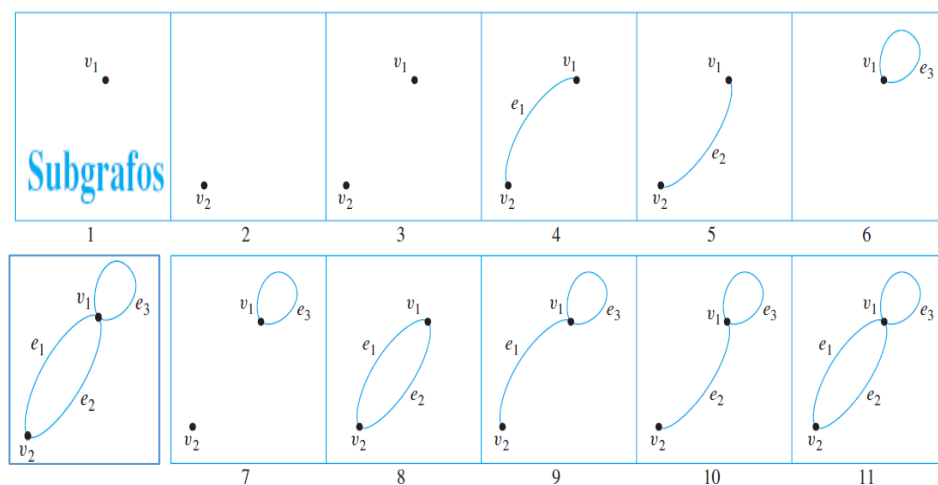 v1 v1 v1 v1 v1 e3
e1
e2
Subgrafos
v2 v2 v2 v2
1 2 3 4 5 6
v1 e3 v1 e3 v1 v1 e3 v1 e3 v1 e3
e1 e1 e1 e1
e2 e2 e2 e2
v2 v2 v2 v2 v2 v2
7 8 9 10 11